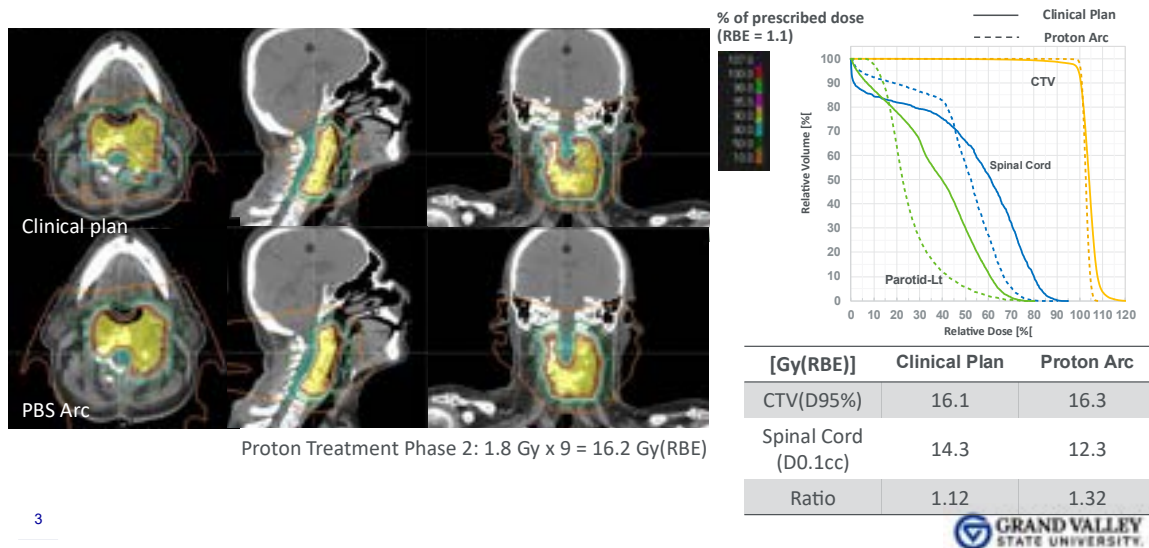 % of prescribed dose
(RBE = 1.1)
Clinical Plan
Proton Arc
Clinical plan
PBS Arc
100
90
80
70
60
50
40
30
20
10
0
Relative Volume [%[
CTV
Spinal Cord
Parotid-Lt
0 10 20 30 40 50 60 70 80 90 100 110 120
Relative Dose [%[
[Gy(RBE)] Clinical Plan Proton Arc
CTV(D95%) 16.1 16.3
Spinal Cord
(D0.1cc) 14.3 12.3
Ratio 1.12 1.32
Proton Treatment Phase 2: 1.8 Gy x 9 = 16.2 Gy(RBE)
3
GRAND VALLEY
STATE UNIVERSITY.